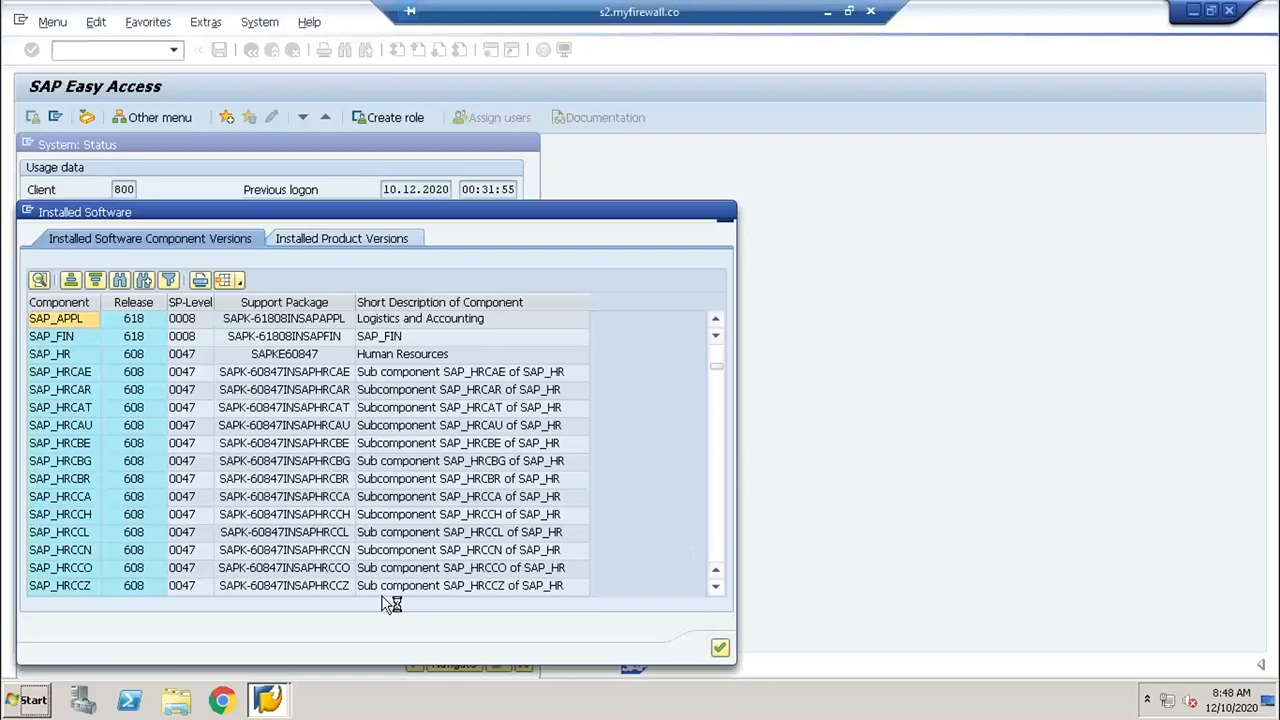 s2.myfirewall.co
Menu Edit Favorites Extras System Help
SAP Easy Access
Other menu Create role Assign users Documentation
System: Status
Usage data
Client 800 Previous logon 10.12.2020 00:31:55
Installed Software
Installed Software Component Versions Installed Product Versions
Component Release SP-Level Support Package Short Description of Component
SAP_APPL 618 0008 SAPK-61808INSAPAPPL Logistics and Accounting
SAP_FIN 618 0008 SAPK-61808INSAPFIN SAP_FIN
SAP_HR 608 0047 SAPKE60847 Human Resources
SAP_HRCAE 608 0047 SAPK-60847INSAPHRCAE Sub component SAP_HRCAE of SAP_HR
SAP_HRCAR 608 0047 SAPK-60847INSAPHRCAR Subcomponent SAP_HRCAR of SAP_HR
SAP_HRCAT 608 0047 SAPK-60847INSAPHRCAT Subcomponent SAP_HRCAT of SAP_HR
SAP_HRCAU 608 0047 SAPK-60847INSAPHRCAU Subcomponent SAP_HRCAU of SAP_HR
SAP_HRCBE 608 0047 SAPK-60847INSAPHRCBE Subcomponent SAP_HRCBE of SAP_HR
SAP_HRCBG 608 0047 SAPK-60847INSAPHRCBG Sub component SAP_HRCBG of SAP_HR
SAP_HRCBR 608 0047 SAPK-60847INSAPHRCBR Subcomponent SAP_HRCBR of SAP_HR
SAP_HRCCA 608 0047 SAPK-60847INSAPHRCCA Subcomponent SAP_HRCCA of SAP_HR
SAP_HRCCH 608 0047 SAPK-60847INSAPHRCCH Subcomponent SAP_HRCCH of SAP_HR
SAP_HRCCL 608 0047 SAPK-60847INSAPHRCCL Sub component SAP_HRCCL of SAP_HR
SAP_HRCCN 608 0047 SAPK-60847INSAPHRCCN Subcomponent SAP_HRCCN of SAP_HR
SAP_HRCCO 608 0047 SAPK-60847INSAPHRCCO Sub component SAP_HRCCO of SAP_HR
SAP_HRCCZ 608 0047 SAPK-60847INSAPHRCCZ Sub component SAP_HRCCZ of SAP_HR
Start
8:48 AM
12/10/2020